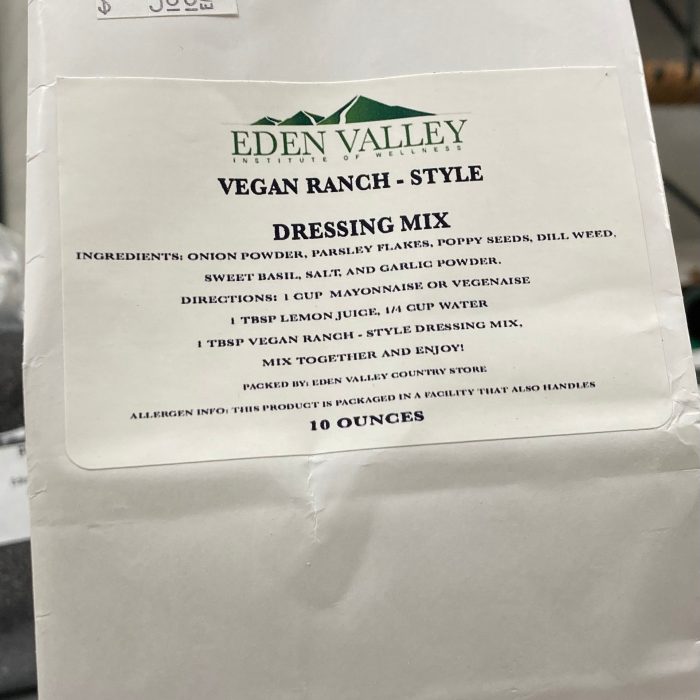 $
EDEN VALLEY
INSTITUTE OF WELLNESS
VEGAN RANCH - STYLE
DRESSING MIX
INGREDIENTS: ONION POWDER, PARSLEY FLAKES, POPPY SEEDS, DILL WEED,
SWEET BASIL, SALT, AND GARLIC POWDER.
DIRECTIONS: 1 CUP MAYONNAISE OR VEGENAISE
1 TBSP LEMON JUICE, 1/4 CUP WATER
1 TBSP VEGAN RANCH - STYLE DRESSING MIX,
MIX TOGETHER AND ENJOY!
PACKED BY: EDEN VALLEY COUNTRY STORE
ALLERGEN INFO: THIS PRODUCT IS PACKAGED IN A FACILITY THAT ALSO HANDLES
10 OUNCES